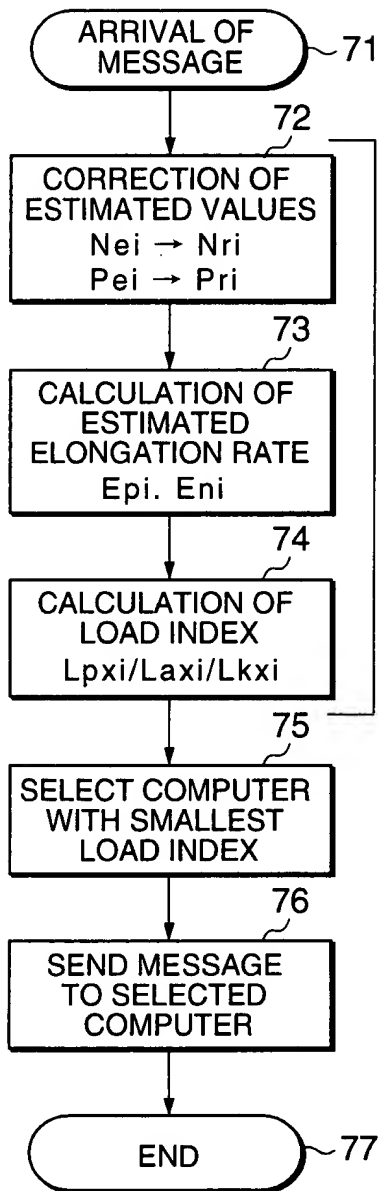 ARRIVAL OF
MESSAGE
71
72
CORRECTION OF
ESTIMATED VALUES
Nei → Nri
Pei → Pri
73
CALCULATION OF
ESTIMATED
ELONGATION RATE
Epi. Eni
74
CALCULATION OF
LOAD INDEX
Lpxi/Laxi/Lkxi
75
SELECT COMPUTER
WITH SMALLEST
LOAD INDEX
76
SEND MESSAGE
TO SELECTED
COMPUTER
END
77